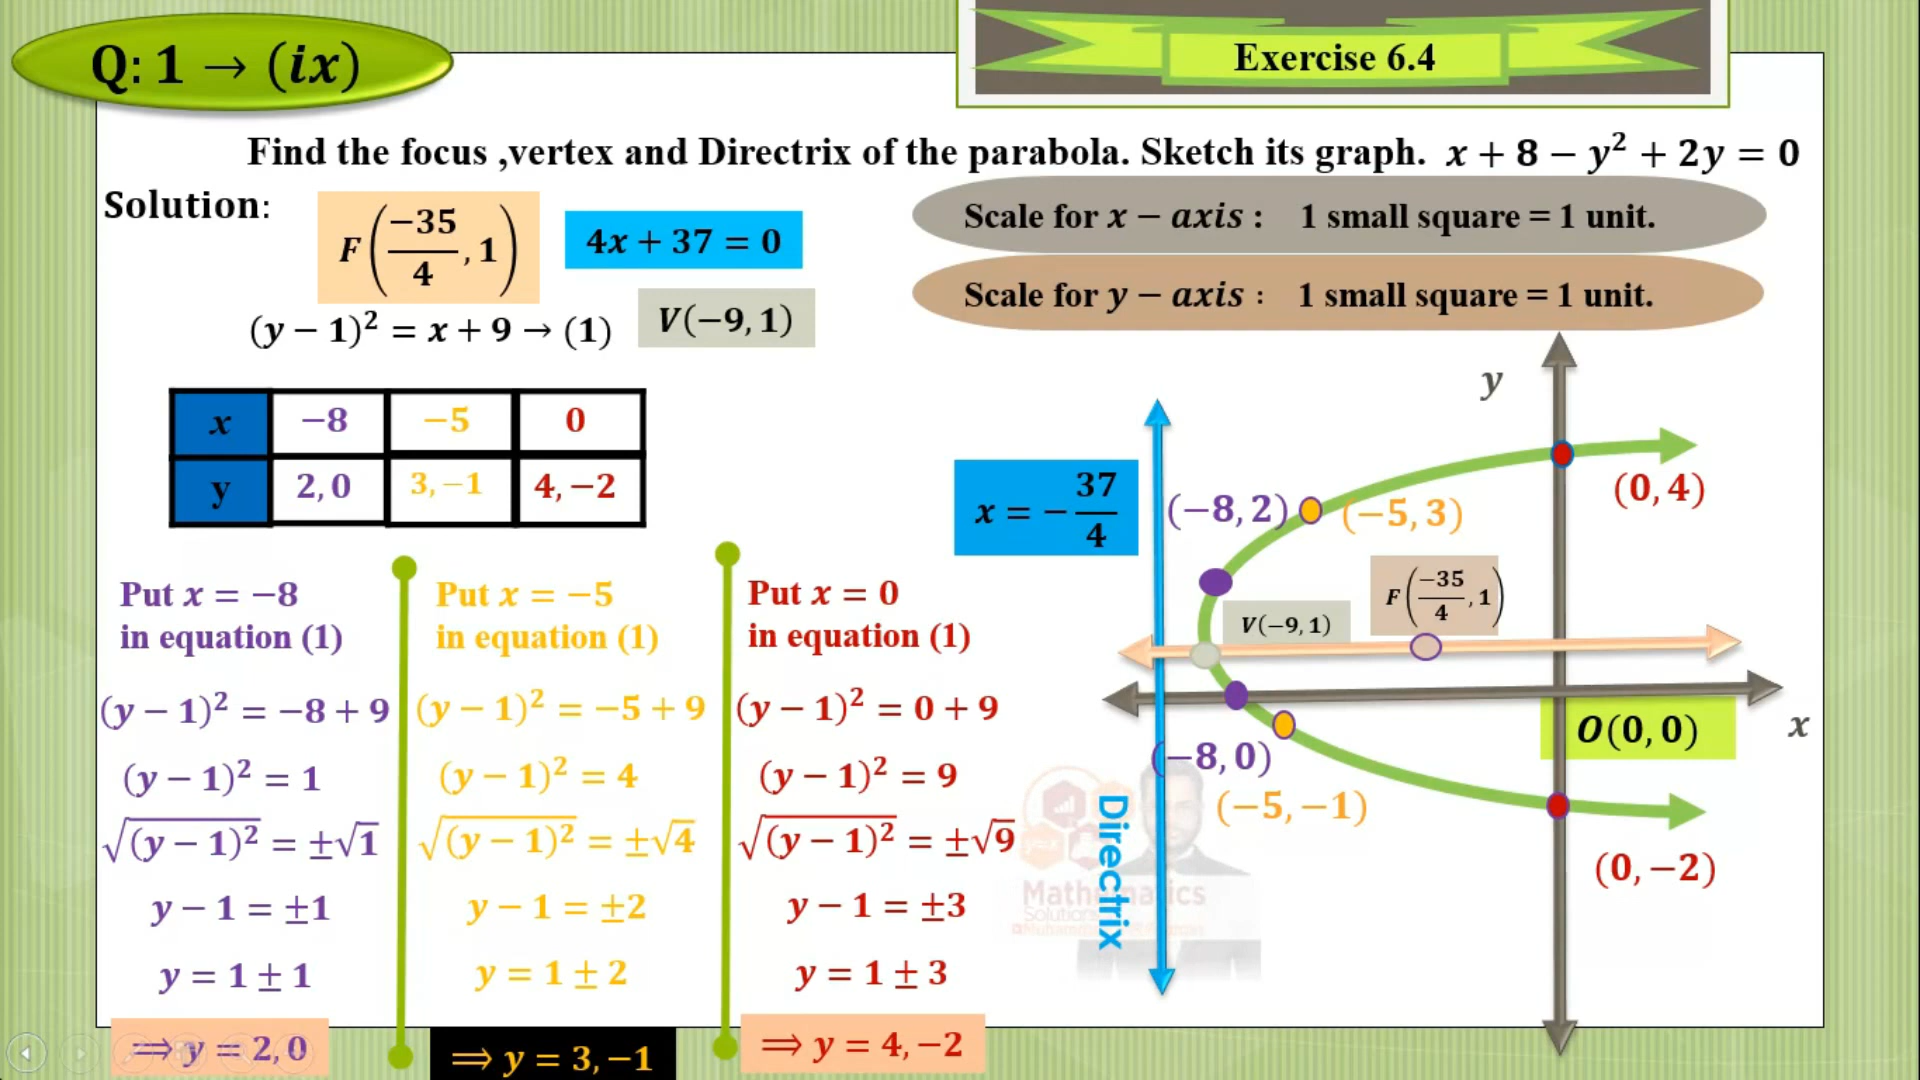 Q: 1 → (ix)
Exercise 6.4
Find the focus ,vertex and Directrix of the parabola. Sketch its graph. x + 8 − y² + 2y = 0
Solution:
F(−35/4, 1)
4x + 37 = 0
Scale for x − axis : 1 small square = 1 unit.
Scale for y − axis : 1 small square = 1 unit.
(y − 1)² = x + 9 → (1)
V(−9, 1)
x −8 −5 0
y 2, 0 3, −1 4, −2
Put x = −8
in equation (1)
(y − 1)² = −8 + 9
(y − 1)² = 1
√(y − 1)² = ±√1
y − 1 = ±1
y = 1 ± 1
⟹ y = 2, 0
Put x = −5
in equation (1)
(y − 1)² = −5 + 9
(y − 1)² = 4
√(y − 1)² = ±√4
y − 1 = ±2
y = 1 ± 2
⟹ y = 3, −1
Put x = 0
in equation (1)
(y − 1)² = 0 + 9
(y − 1)² = 9
√(y − 1)² = ±√9
y − 1 = ±3
y = 1 ± 3
⟹ y = 4, −2
y
x = −37/4
(−8, 2)
(−5, 3)
(0, 4)
F(−35/4, 1)
V(−9, 1)
O(0, 0)
x
(−8, 0)
(−5, −1)
(0, −2)
Directrix
Mathematics
Solutions